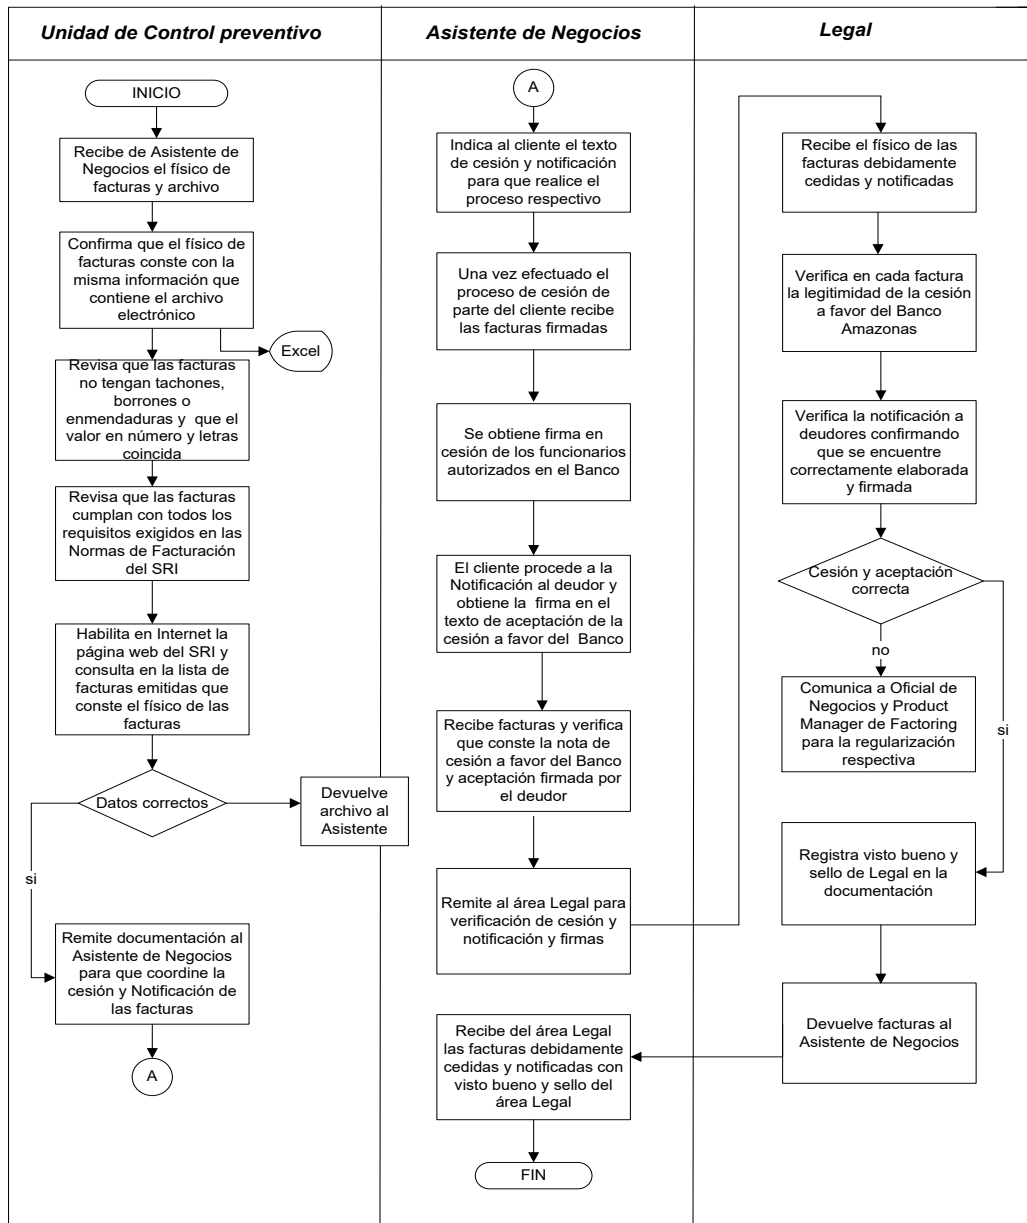 Unidad de Control preventivo
Asistente de Negocios
Legal
INICIO
Recibe de Asistente de
Negocios el físico de
facturas y archivo
Confirma que el físico de
facturas conste con la
misma información que
contiene el archivo
electrónico
Excel
Revisa que las facturas
no tengan tachones,
borrones o
enmendaduras y que el
valor en número y letras
coincida
Revisa que las facturas
cumplan con todos los
requisitos exigidos en las
Normas de Facturación
del SRI
Habilita en Internet la
página web del SRI y
consulta en la lista de
facturas emitidas que
conste el físico de las
facturas
Datos correctos
Devuelve
archivo al
Asistente
si
Remite documentación al
Asistente de Negocios
para que coordine la
cesión y Notificación de
las facturas
A
A
Indica al cliente el texto
de cesión y notificación
para que realice el
proceso respectivo
Una vez efectuado el
proceso de cesión de
parte del cliente recibe
las facturas firmadas
Se obtiene firma en
cesión de los funcionarios
autorizados en el Banco
El cliente procede a la
Notificación al deudor y
obtiene la firma en el
texto de aceptación de la
cesión a favor del Banco
Recibe facturas y verifica
que conste la nota de
cesión a favor del Banco
y aceptación firmada por
el deudor
Remite al área Legal para
verificación de cesión y
notificación y firmas
Recibe del área Legal
las facturas debidamente
cedidas y notificadas con
visto bueno y sello del
área Legal
FIN
Recibe el físico de las
facturas debidamente
cedidas y notificadas
Verifica en cada factura
la legitimidad de la cesión
a favor del Banco
Amazonas
Verifica la notificación a
deudores confirmando
que se encuentre
correctamente elaborada
y firmada
Cesión y aceptación
correcta
no
Comunica a Oficial de
Negocios y Product
Manager de Factoring
para la regularización
respectiva
si
Registra visto bueno y
sello de Legal en la
documentación
Devuelve facturas al
Asistente de Negocios